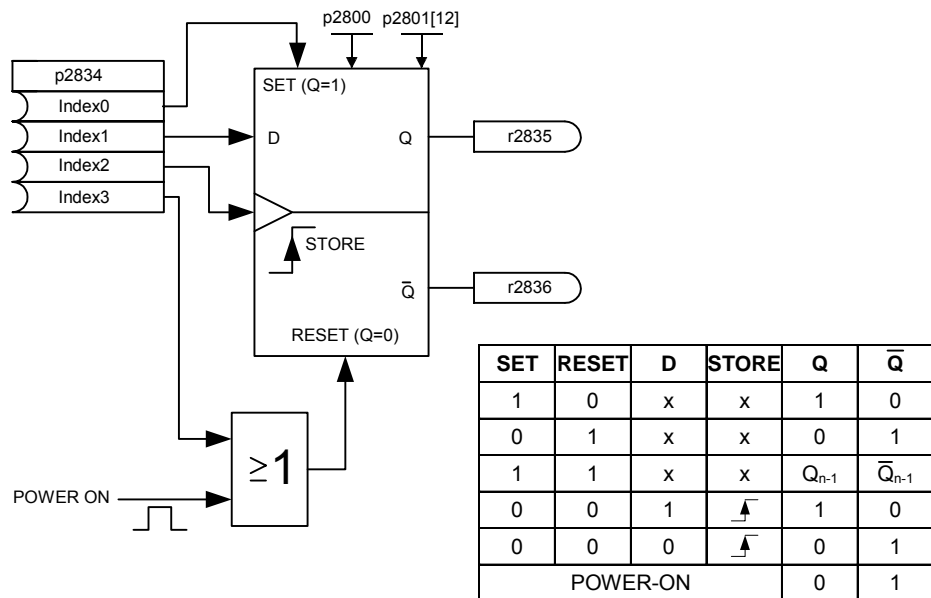 p2800 p2801[12]
p2834
Index0
Index1
Index2
Index3
SET (Q=1)
D Q
STORE
Q̅
RESET (Q=0)
r2835
r2836
≥1
POWER ON
SET RESET D STORE Q Q̅
1 0 x x 1 0
0 1 x x 0 1
1 1 x x Qn-1 Q̅n-1
0 0 1 1 0
0 0 0 0 1
POWER-ON 0 1